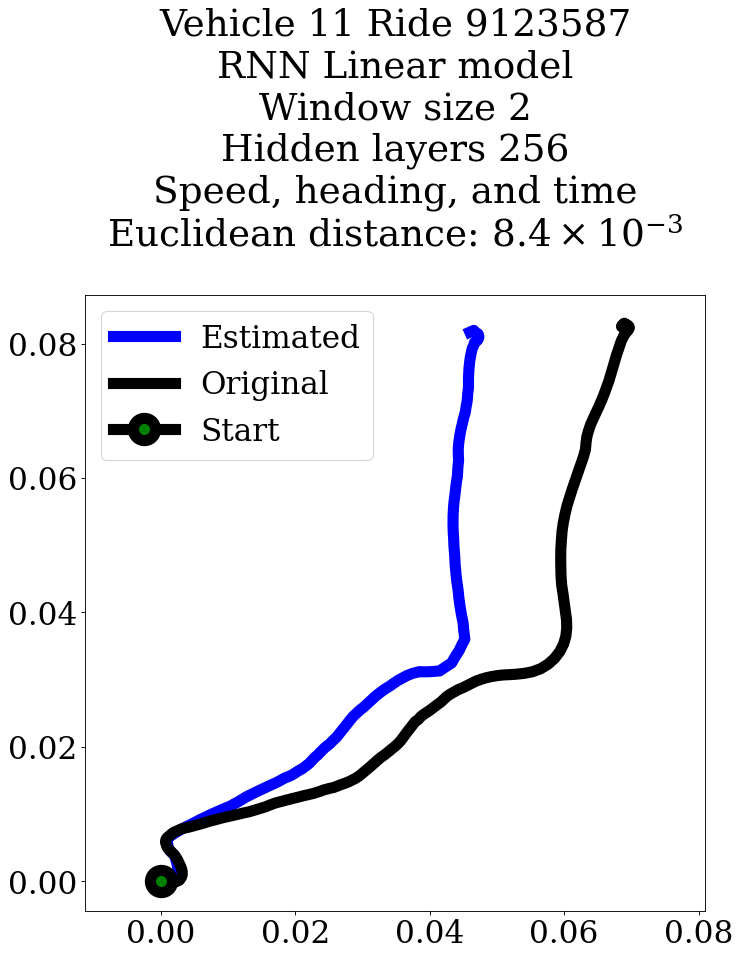 Vehicle 11 Ride 9123587
RNN Linear model
Window size 2
Hidden layers 256
Speed, heading, and time
Euclidean distance: 8.4 × 10⁻³
Estimated
Original
Start
0.08
0.06
0.04
0.02
0.00
0.00 0.02 0.04 0.06 0.08